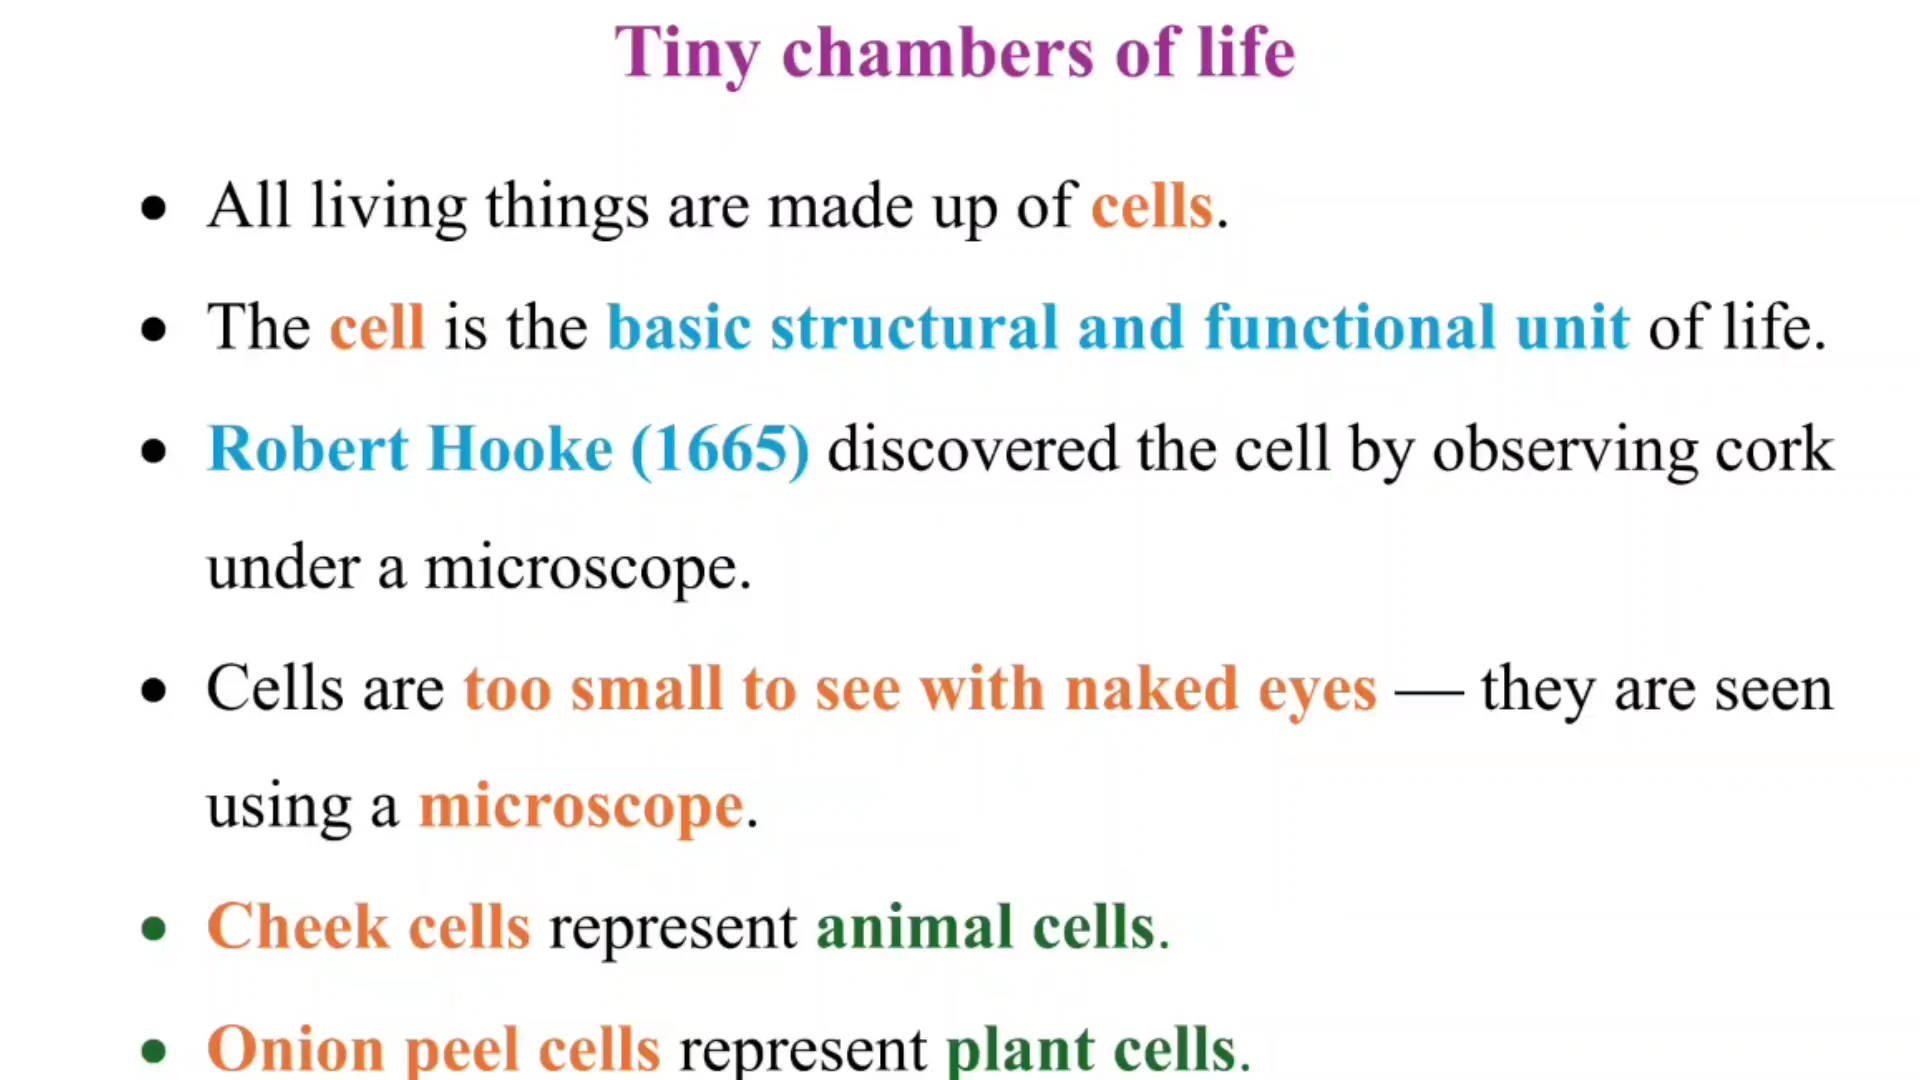 Tiny chambers of life
• All living things are made up of cells.
• The cell is the basic structural and functional unit of life.
• Robert Hooke (1665) discovered the cell by observing cork
under a microscope.
• Cells are too small to see with naked eyes — they are seen
using a microscope.
• Cheek cells represent animal cells.
• Onion peel cells represent plant cells.